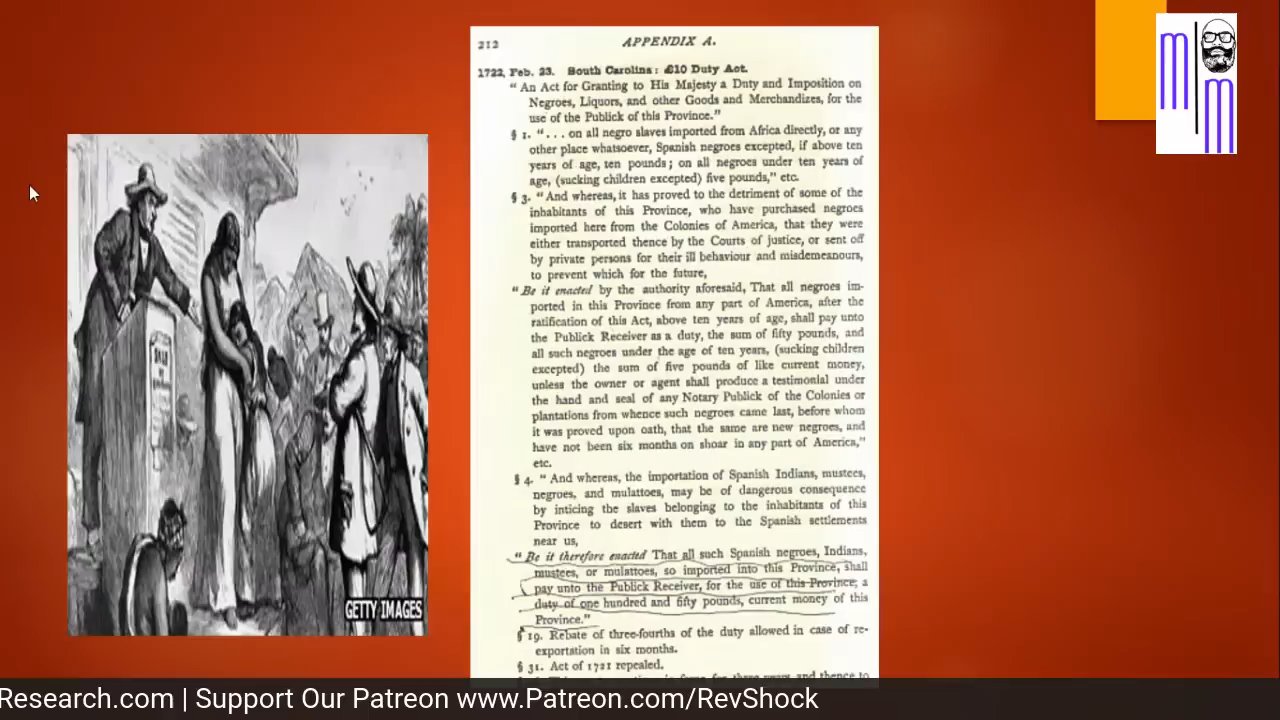 212 APPENDIX A.
1722, Feb. 23. South Carolina: £10 Duty Act.
“ An Act for Granting to His Majesty a Duty and Imposition on
Negroes, Liquors, and other Goods and Merchandizes, for the
use of the Publick of this Province.”
§ 1. “. . . on all negro slaves imported from Africa directly, or any
other place whatsoever, Spanish negroes excepted, if above ten
years of age, ten pounds; on all negroes under ten years of
age, (sucking children excepted) five pounds,” etc.
§ 3. “And whereas, it has proved to the detriment of some of the
inhabitants of this Province, who have purchased negroes
imported here from the Colonies of America, that they were
either transported thence by the Courts of justice, or sent off
by private persons for their ill behaviour and misdemeanours,
to prevent which for the future,
“Be it enacted by the authority aforesaid, That all negroes im-
ported in this Province from any part of America, after the
ratification of this Act, above ten years of age, shall pay unto
the Publick Receiver as a duty, the sum of fifty pounds, and
all such negroes under the age of ten years, (sucking children
excepted) the sum of five pounds of like current money,
unless the owner or agent shall produce a testimonial under
the hand and seal of any Notary Publick of the Colonies or
plantations from whence such negroes came last, before whom
it was proved upon oath, that the same are new negroes, and
have not been six months on shoar in any part of America,”
etc.
§ 4. “And whereas, the importation of Spanish Indians, mustees,
negroes, and mulattoes, may be of dangerous consequence
by inticing the slaves belonging to the inhabitants of this
Province to desert with them to the Spanish settlements
near us,
“Be it therefore enacted That all such Spanish negroes, Indians,
mustees, or mulattoes, so imported into this Province, shall
pay unto the Publick Receiver, for the use of this Province, a
duty of one hundred and fifty pounds, current money of this
Province.”
§ 19. Rebate of three-fourths of the duty allowed in case of re-
exportation in six months.
§ 31. Act of 1721 repealed.
SALE
GETTY IMAGES
m m
Research.com | Support Our Patreon www.Patreon.com/RevShock